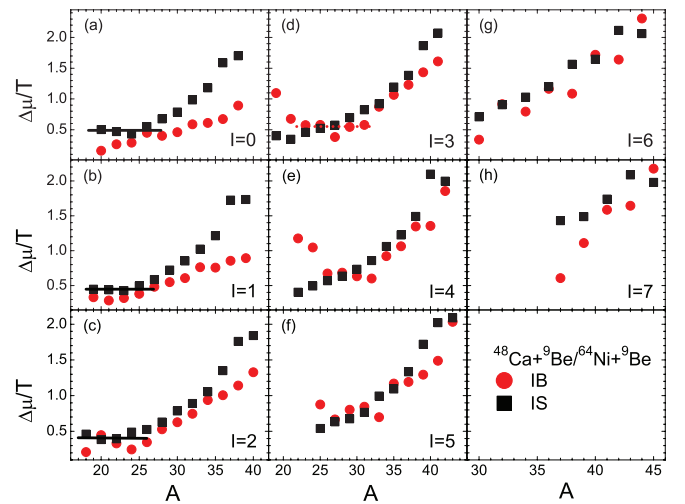 (a)
(d)
(g)
2.0
1.5
1.0
0.5
Δμ/T
I=0
I=3
I=6
(b)
(e)
(h)
2.0
1.5
1.0
0.5
Δμ/T
I=1
I=4
I=7
(c)
(f)
2.0
1.5
1.0
0.5
Δμ/T
I=2
I=5
30 35 40 45
A
⁴⁸Ca+⁹Be/⁶⁴Ni+⁹Be
IB
IS
20 25 30 35 40
20 25 30 35 40
A
A